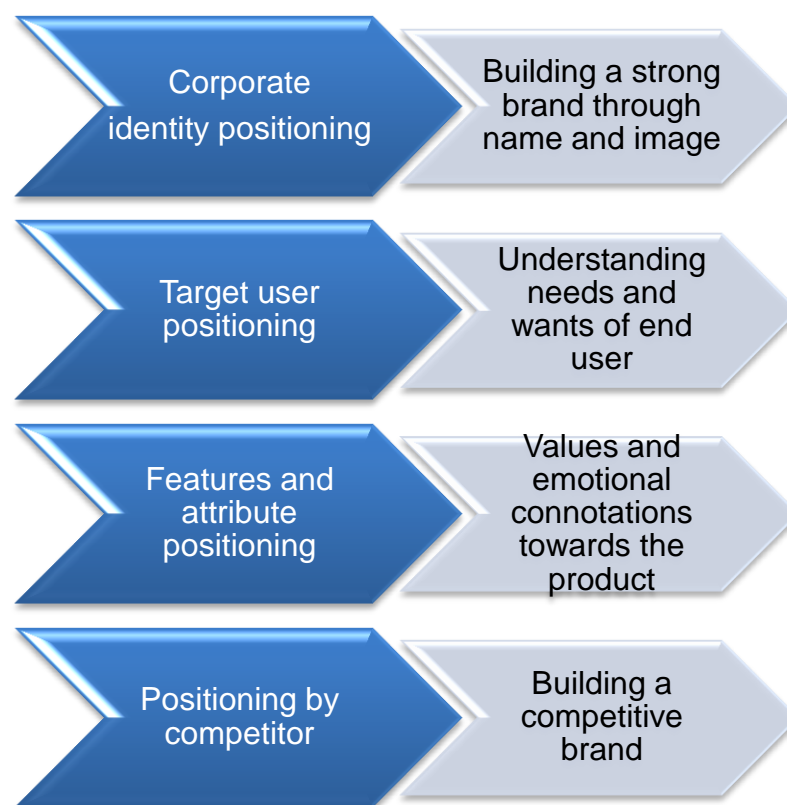 Corporate
identity positioning
Building a strong
brand through
name and image
Target user
positioning
Understanding
needs and
wants of end
user
Features and
attribute
positioning
Values and
emotional
connotations
towards the
product
Positioning by
competitor
Building a
competitive
brand